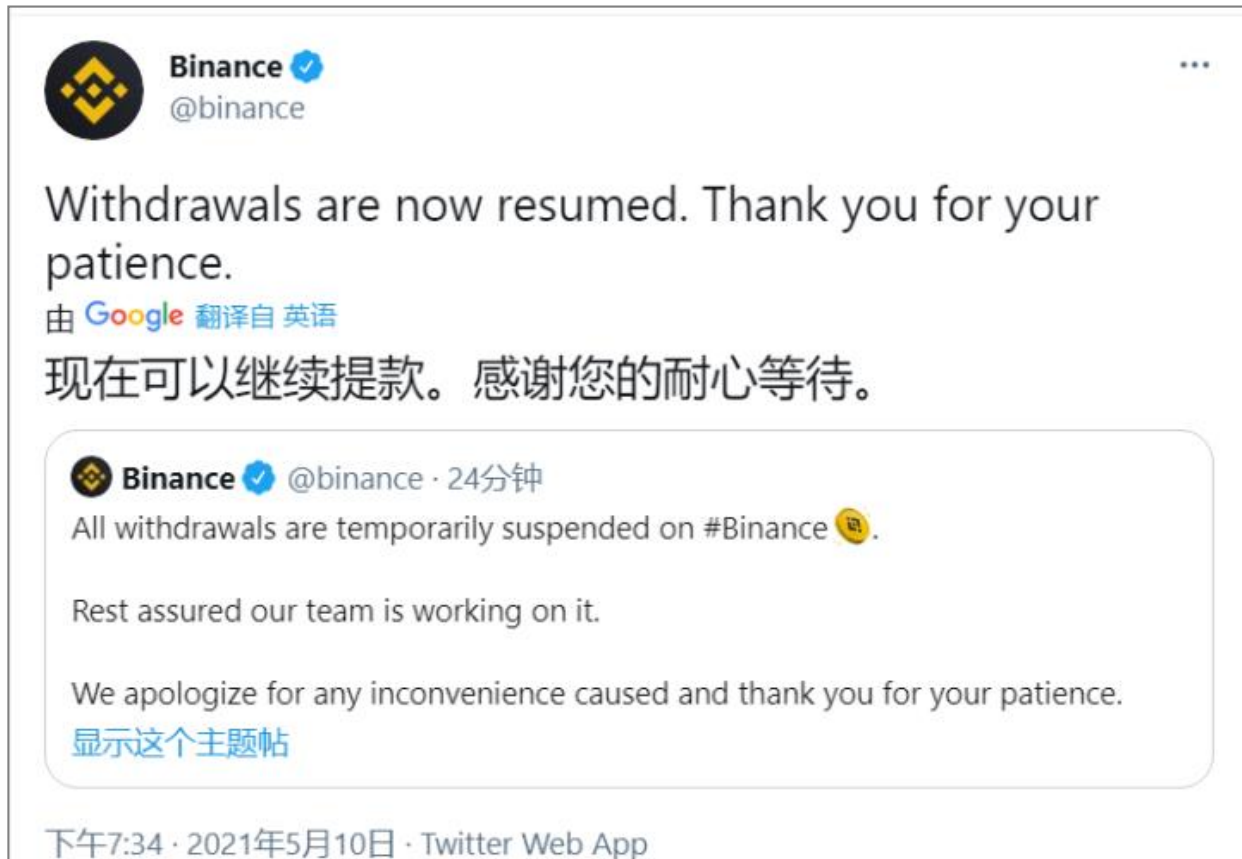 Binance
@binance
Withdrawals are now resumed. Thank you for your
patience.
由 Google 翻译自 英语
现在可以继续提款。感谢您的耐心等待。
Binance @binance · 24分钟
All withdrawals are temporarily suspended on #Binance .
Rest assured our team is working on it.
We apologize for any inconvenience caused and thank you for your patience.
显示这个主题帖
下午7:34 · 2021年5月10日 · Twitter Web App